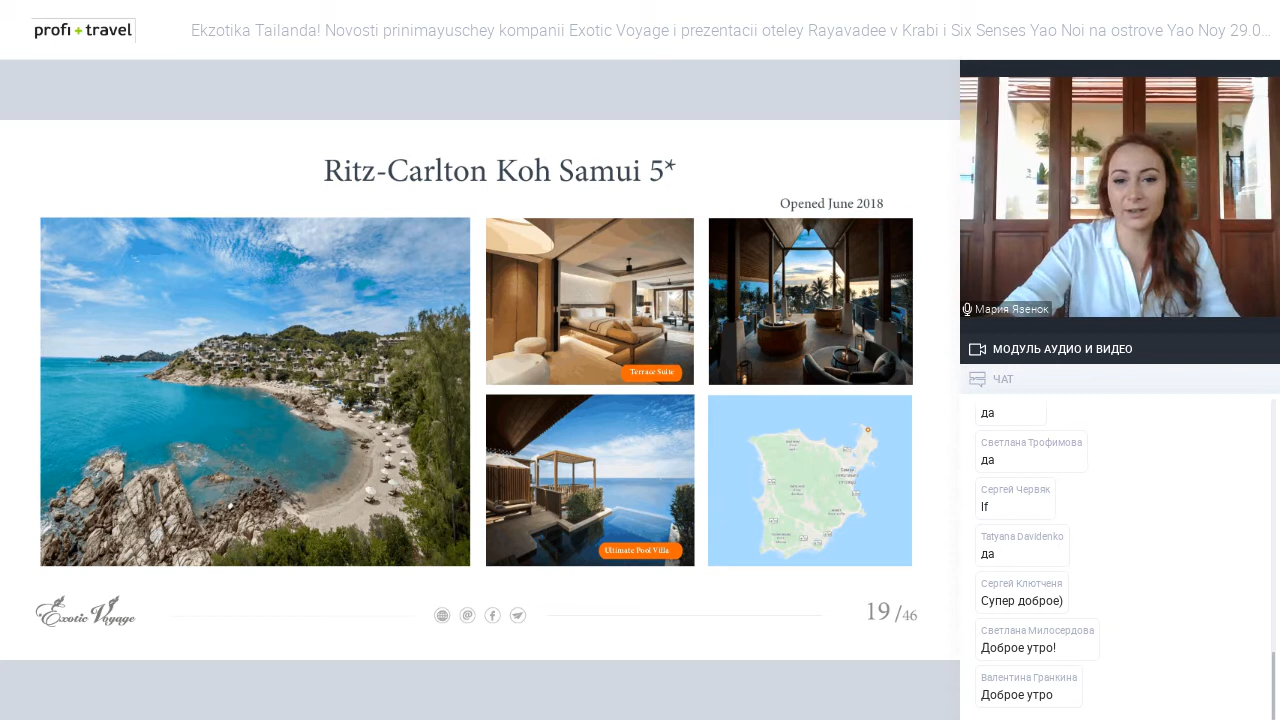 profi+travel
Ekzotika Tailanda! Novosti prinimayuschey kompanii Exotic Voyage i prezentacii oteley Rayavadee v Krabi i Six Senses Yao Noi na ostrove Yao Noy 29.0...
Ritz-Carlton Koh Samui 5*
Opened June 2018
Terrace Suite
Ultimate Pool Villa
Exotic Voyage
19/46
Мария Язенок
МОДУЛЬ АУДИО И ВИДЕО
ЧАТ
да
Светлана Трофимова
да
Сергей Червяк
lf
Tatyana Davidenko
да
Сергей Клютченя
Супер доброе)
Светлана Милосердова
Доброе утро!
Валентина Гранкина
Доброе утро